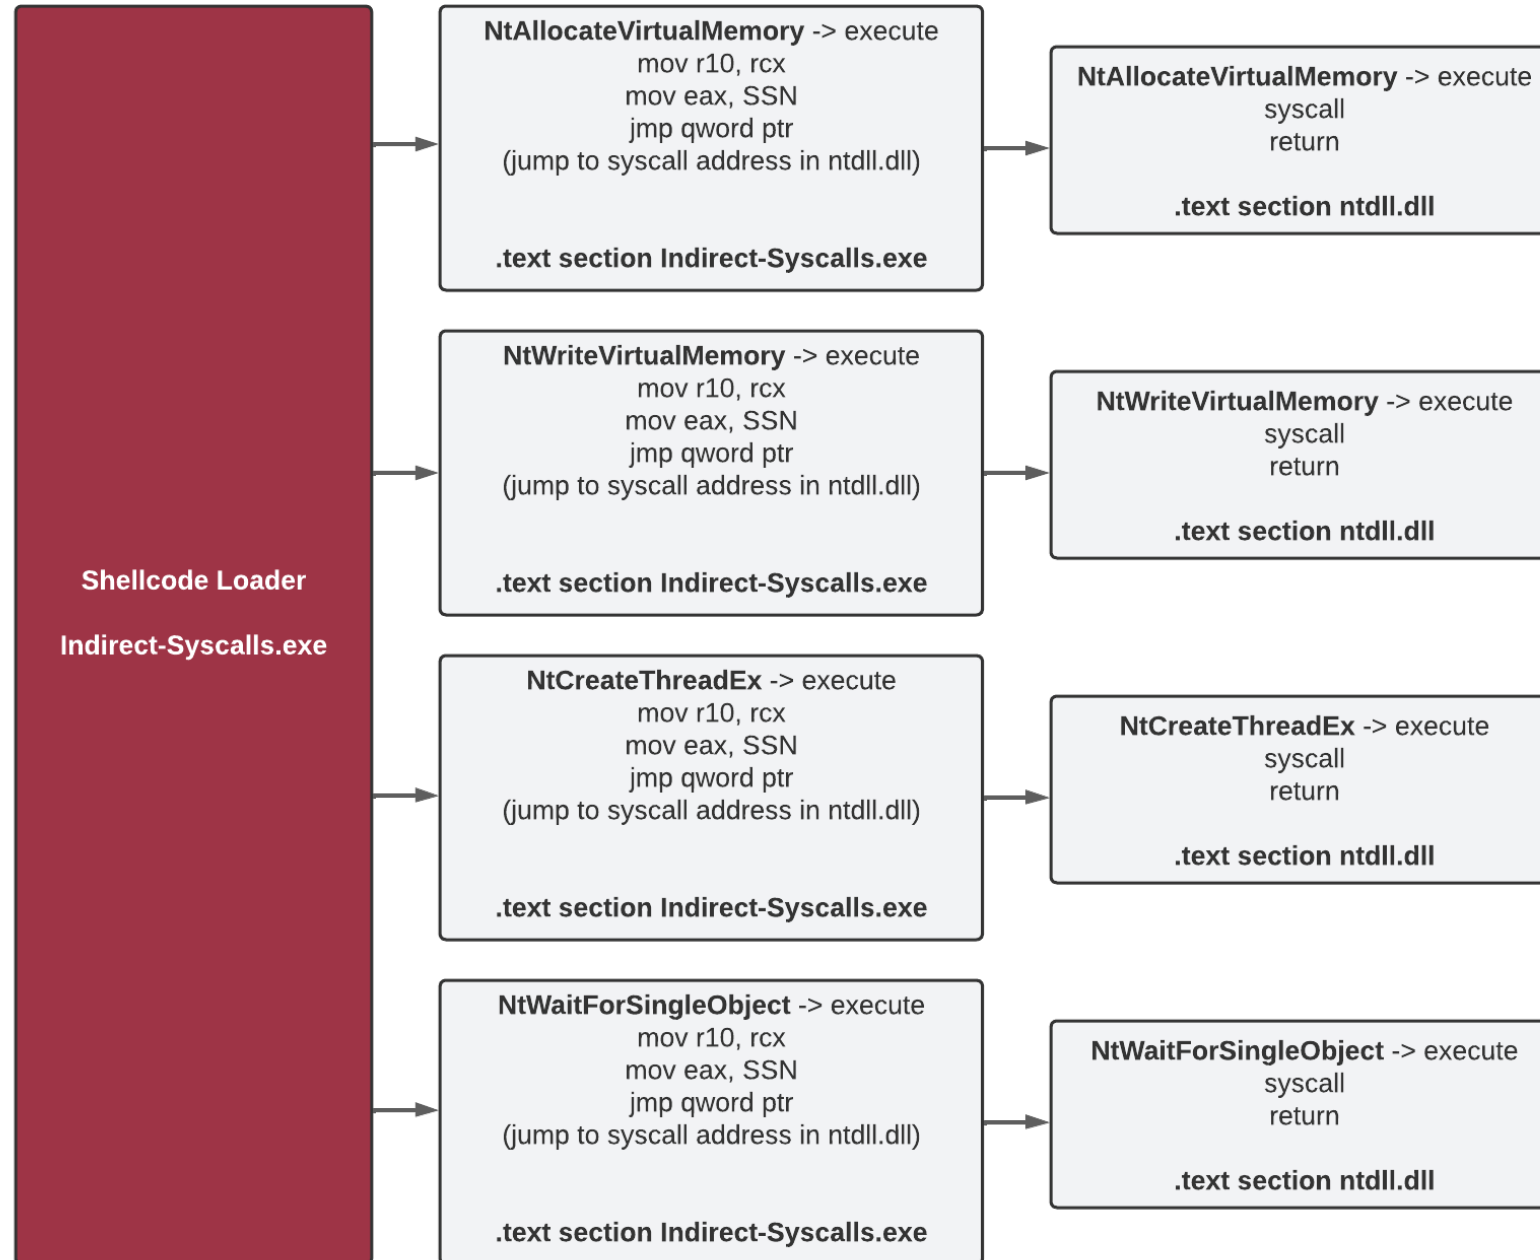 Shellcode Loader
Indirect-Syscalls.exe
NtAllocateVirtualMemory -> execute
mov r10, rcx
mov eax, SSN
jmp qword ptr
(jump to syscall address in ntdll.dll)
.text section Indirect-Syscalls.exe
NtAllocateVirtualMemory -> execute
syscall
return
.text section ntdll.dll
NtWriteVirtualMemory -> execute
mov r10, rcx
mov eax, SSN
jmp qword ptr
(jump to syscall address in ntdll.dll)
.text section Indirect-Syscalls.exe
NtWriteVirtualMemory -> execute
syscall
return
.text section ntdll.dll
NtCreateThreadEx -> execute
mov r10, rcx
mov eax, SSN
jmp qword ptr
(jump to syscall address in ntdll.dll)
.text section Indirect-Syscalls.exe
NtCreateThreadEx -> execute
syscall
return
.text section ntdll.dll
NtWaitForSingleObject -> execute
mov r10, rcx
mov eax, SSN
jmp qword ptr
(jump to syscall address in ntdll.dll)
.text section Indirect-Syscalls.exe
NtWaitForSingleObject -> execute
syscall
return
.text section ntdll.dll